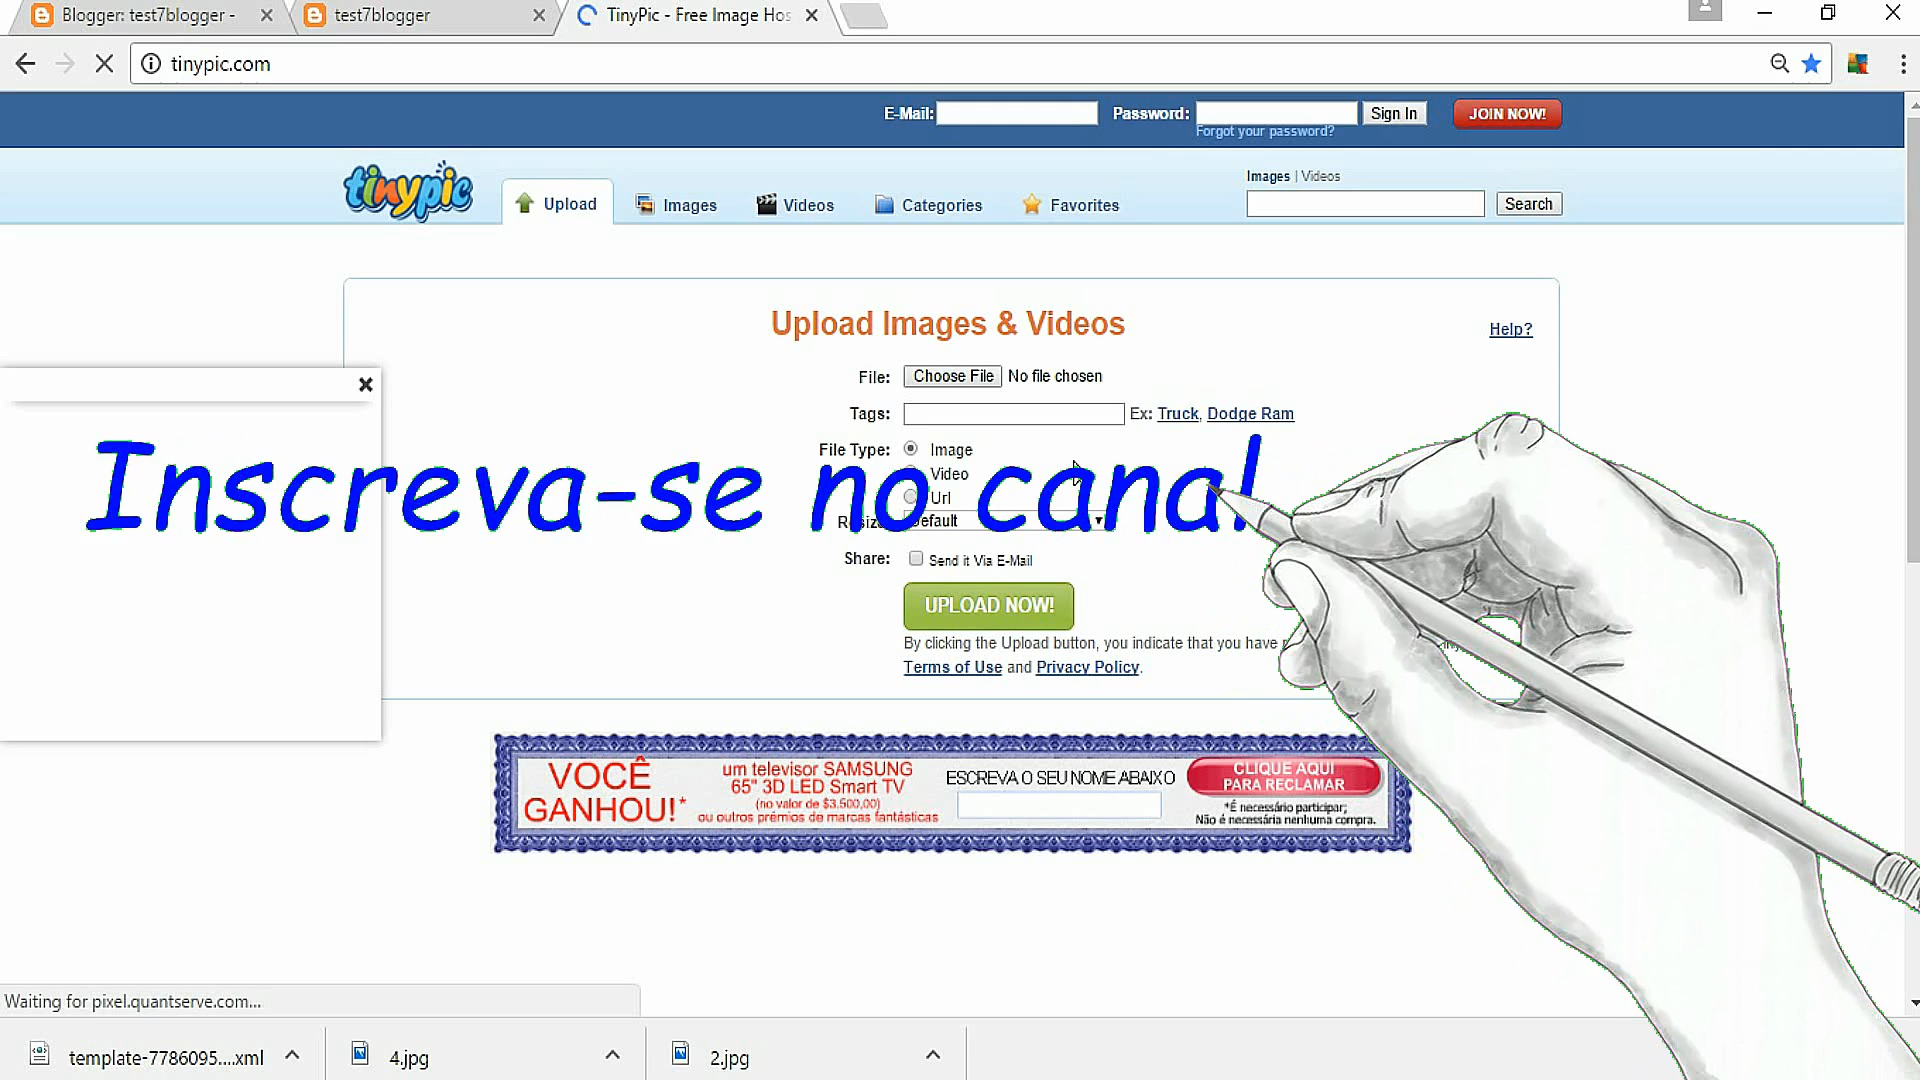 Blogger: test7blogger -
test7blogger
TinyPic - Free Image Hos
tinypic.com
E-Mail:
Password:
Sign In
JOIN NOW!
Forgot your password?
tinypic
Upload
Images
Videos
Categories
Favorites
Images | Videos
Search
Upload Images & Videos
Help?
File:
Choose File
No file chosen
Tags:
Ex: Truck, Dodge Ram
File Type:
Image
Video
Url
Inscreva-se no canal
Default
Share:
Send it Via E-Mail
UPLOAD NOW!
By clicking the Upload button, you indicate that you have
Terms of Use and Privacy Policy.
VOCÊ
GANHOU!*
um televisor SAMSUNG
65" 3D LED Smart TV
(no valor de $3.500,00)
ou outros prémios de marcas fantásticas
ESCREVA O SEU NOME ABAIXO
CLIQUE AQUI
PARA RECLAMAR
*É necessário participar;
Não é necessária nenhuma compra.
Waiting for pixel.quantserve.com...
template-7786095....xml
4.jpg
2.jpg